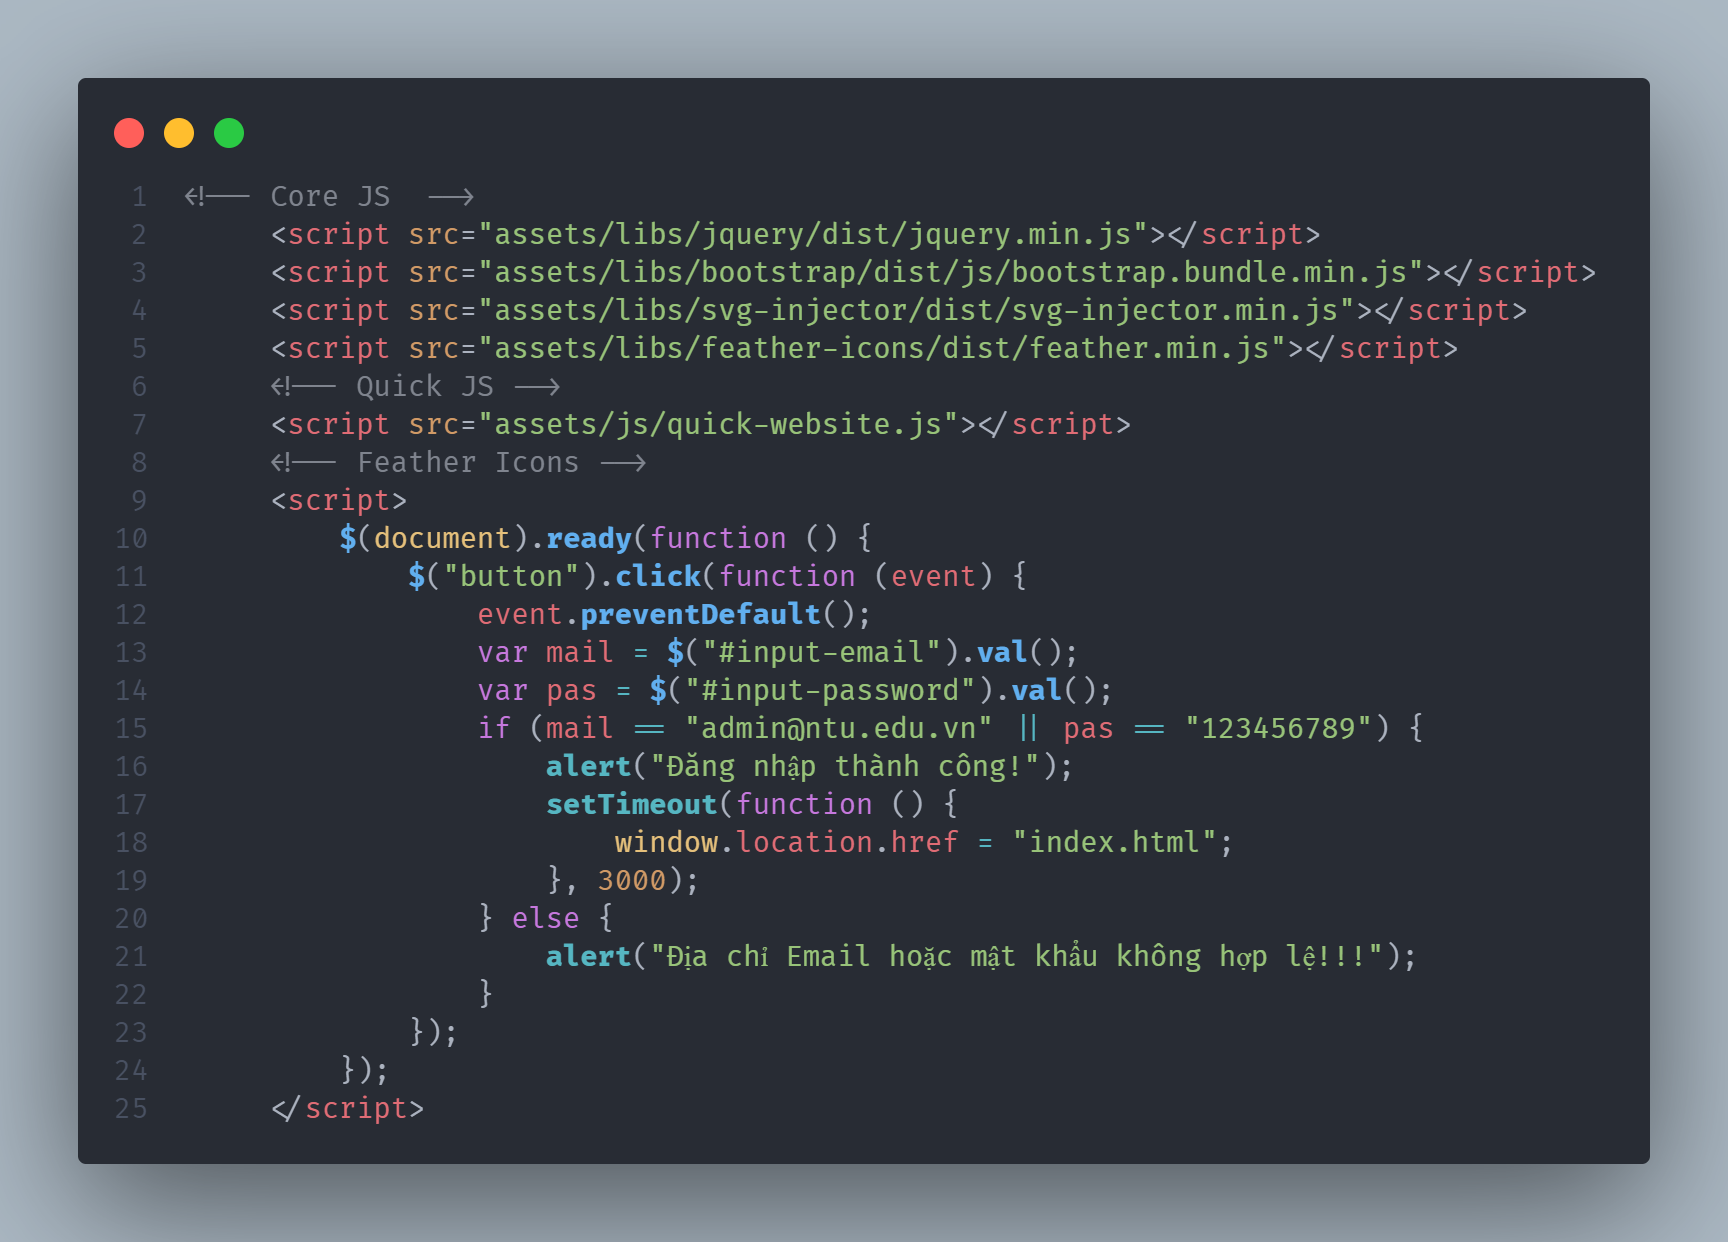 1 <!-- Core JS  -->
2     <script src="assets/libs/jquery/dist/jquery.min.js"></script>
3     <script src="assets/libs/bootstrap/dist/js/bootstrap.bundle.min.js"></script>
4     <script src="assets/libs/svg-injector/dist/svg-injector.min.js"></script>
5     <script src="assets/libs/feather-icons/dist/feather.min.js"></script>
6     <!-- Quick JS -->
7     <script src="assets/js/quick-website.js"></script>
8     <!-- Feather Icons -->
9     <script>
10         $(document).ready(function () {
11             $("button").click(function (event) {
12                 event.preventDefault();
13                 var mail = $("#input-email").val();
14                 var pas = $("#input-password").val();
15                 if (mail == "admin@ntu.edu.vn" || pas == "123456789") {
16                     alert("Đăng nhập thành công!");
17                     setTimeout(function () {
18                         window.location.href = "index.html";
19                     }, 3000);
20                 } else {
21                     alert("Địa chỉ Email hoặc mật khẩu không hợp lệ!!!");
22                 }
23             });
24         });
25     </script>